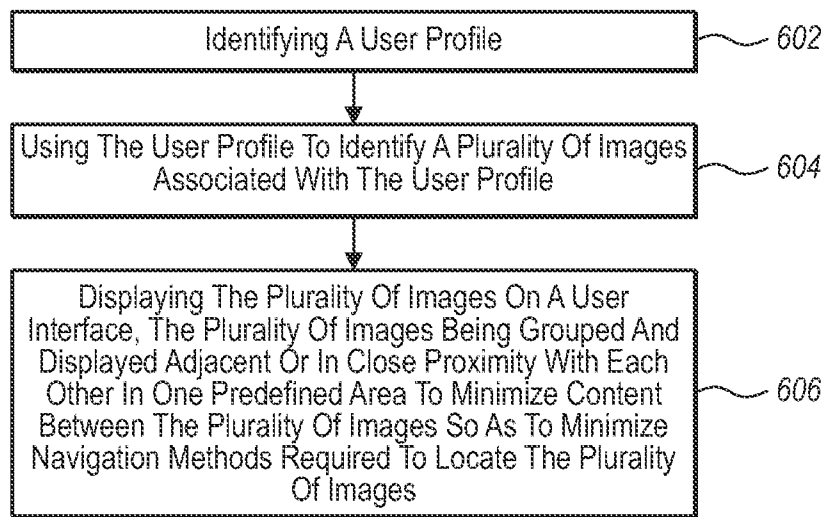 Identifying A User Profile
602
Using The User Profile To Identify A Plurality Of Images
Associated With The User Profile
604
Displaying The Plurality Of Images On A User
Interface, The Plurality Of Images Being Grouped And
Displayed Adjacent Or In Close Proximity With Each
Other In One Predefined Area To Minimize Content
Between The Plurality Of Images So As To Minimize
Navigation Methods Required To Locate The Plurality
Of Images
606